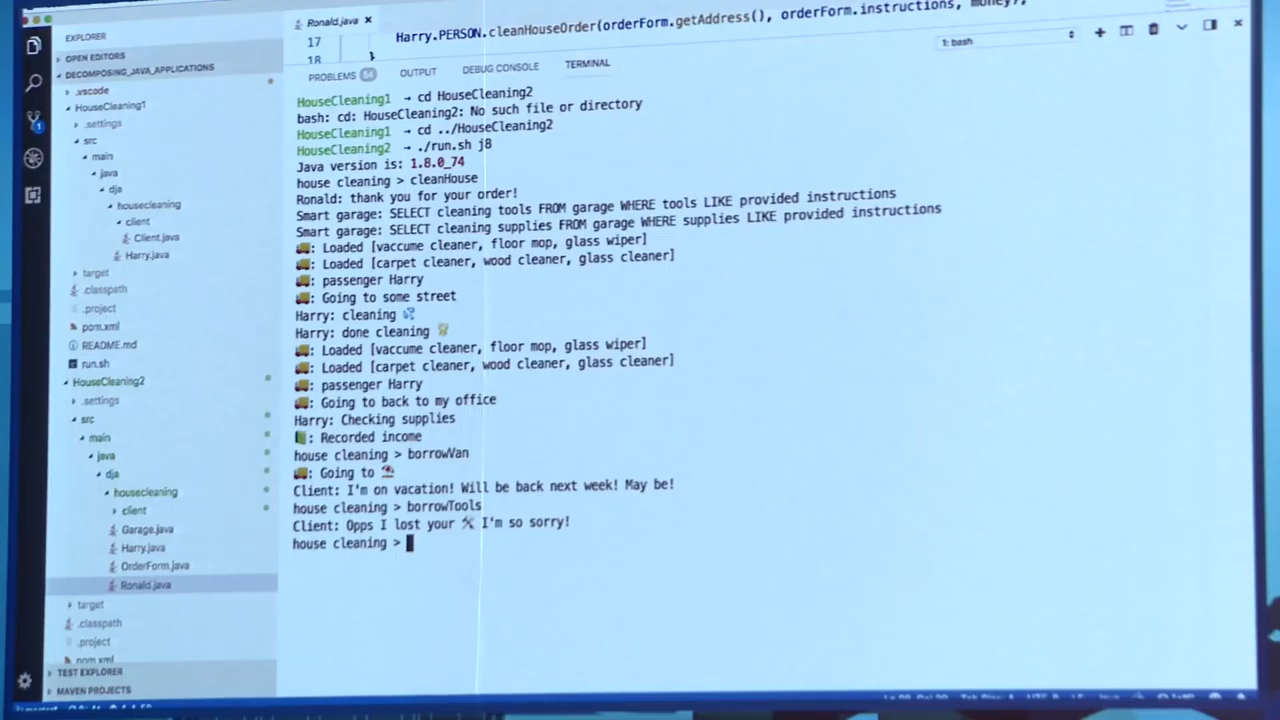 Ronald.java ×
17
Harry.PERSON.cleanHouseOrder(orderForm.getAddress(), orderForm.instructions, money);
18
}
EXPLORER
OPEN EDITORS
DECOMPOSING_JAVA_APPLICATIONS
.vscode
HouseCleaning1
.settings
src
main
java
dja
housecleaning
client
Client.java
Harry.java
target
.classpath
.project
pom.xml
README.md
run.sh
HouseCleaning2
.settings
src
main
java
dja
housecleaning
client
Garage.java
Harry.java
OrderForm.java
Ronald.java
target
.classpath
.project
pom.xml
TEST EXPLORER
MAVEN PROJECTS
1
PROBLEMS 64 OUTPUT DEBUG CONSOLE TERMINAL
1: bash
HouseCleaning1 → cd HouseCleaning2
bash: cd: HouseCleaning2: No such file or directory
HouseCleaning1 → cd ../HouseCleaning2
HouseCleaning2 → ./run.sh j8
Java version is: 1.8.0_74
house cleaning > cleanHouse
Ronald: thank you for your order!
Smart garage: SELECT cleaning tools FROM garage WHERE tools LIKE provided instructions
Smart garage: SELECT cleaning supplies FROM garage WHERE supplies LIKE provided instructions
🚚: Loaded [vaccume cleaner, floor mop, glass wiper]
🚚: Loaded [carpet cleaner, wood cleaner, glass cleaner]
🚚: passenger Harry
🚚: Going to some street
Harry: cleaning 💦
Harry: done cleaning
🚚: Loaded [vaccume cleaner, floor mop, glass wiper]
🚚: Loaded [carpet cleaner, wood cleaner, glass cleaner]
🚚: passenger Harry
🚚: Going to back to my office
Harry: Checking supplies
📗: Recorded income
house cleaning > borrowVan
🚚: Going to 🏖
Client: I'm on vacation! Will be back next week! May be!
house cleaning > borrowTools
Client: Opps I lost your 🛠 I'm so sorry!
house cleaning >